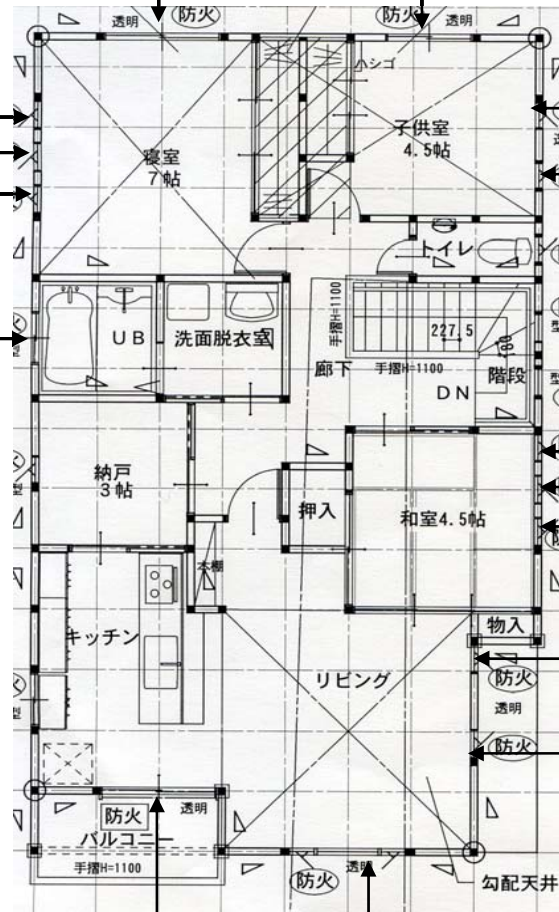 防火
透明
防火
透明
ハシゴ
寝室
7帖
子供室
4.5帖
トイレ
UB
洗面脱衣室
手摺H=1100
227.5
180
廊下
手摺H=1100
階段
DN
納戸
3帖
押入
和室4.5帖
本棚
キッチン
リビング
物入
防火
透明
防火
防火
透明
バルコニー
手摺H=1100
透明
防火
勾配天井